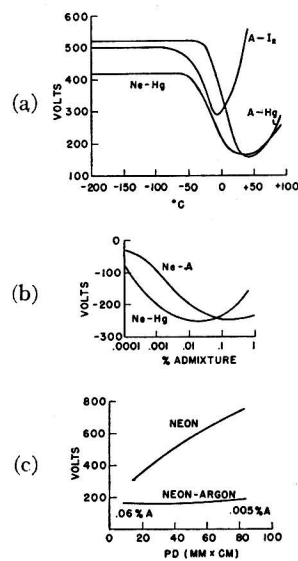 (a)
VOLTS
600
500
400
300
200
100
A-I₂
Ne-Hg
A-Hg
-200
-150
-100
-50
0
+50
+100
°C
(b)
VOLTS
0
-100
-200
-300
Ne-A
Ne-Hg
.0001
.001
.01
.1
1
% ADMIXTURE
(c)
VOLTS
800
600
400
200
NEON
NEON-ARGON
.06%A
.005%A
0
20
40
60
80
100
PD (MM × CM)